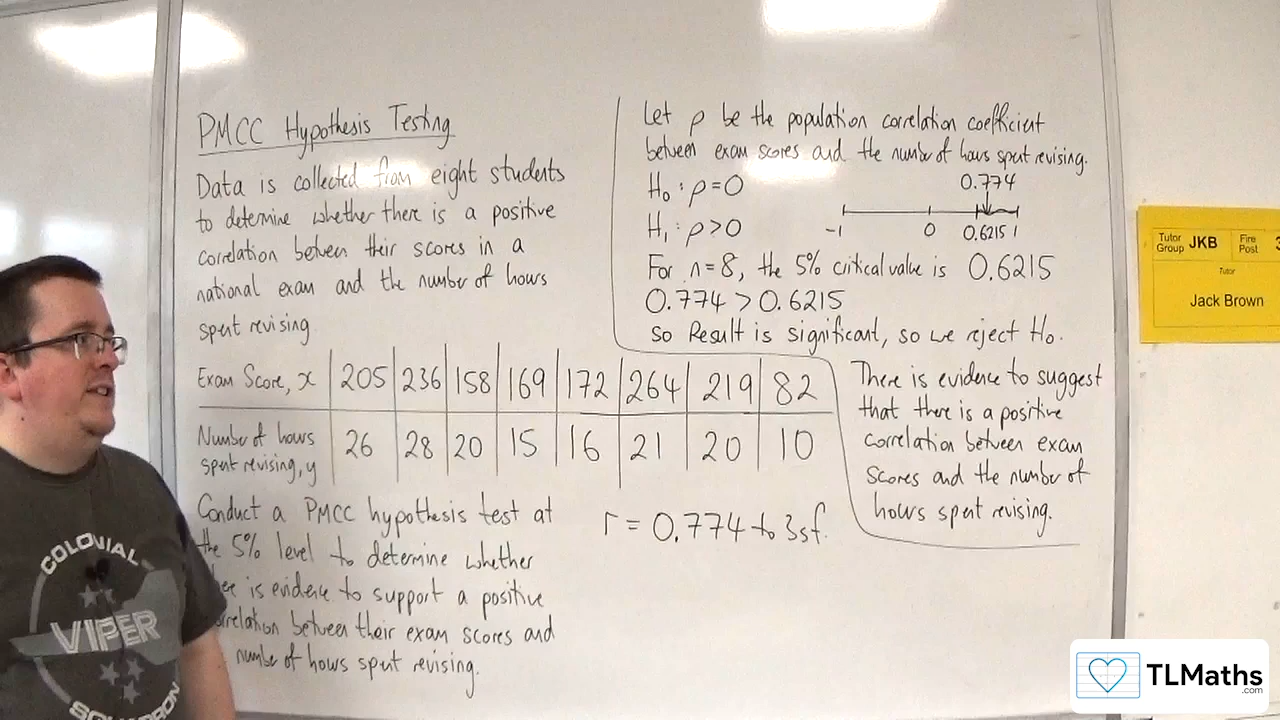 PMCC Hypothesis Testing
Data is collected from eight students
to determine whether there is a positive
correlation between their scores in a
national exam and the number of hours
spent revising
Exam Score, x 205 236 158 169 172 264 219 82
Number of hours
spent revising, y 26 28 20 15 16 21 20 10
Conduct a PMCC hypothesis test at
the 5% level to determine whether
is evidence to support a positive
between their exam scores and
number of hours spent revising.
r = 0.774 to 3sf.
Let ρ be the population correlation coefficient
between exam scores and the number of hours spent revising.
H₀ : ρ = 0
H₁ : ρ > 0
0.774
-1 0 0.6215 1
For n = 8, the 5% critical value is 0.6215
0.774 > 0.6215
so Result is significant, so we reject H₀.
There is evidence to suggest
that there is a positive
correlation between exam
scores and the number of
hours spent revising.
Tutor Group JKB Fire Post 3
Tutor
Jack Brown
COLONIAL
VIPER
SQUADRON
TLMaths
.com